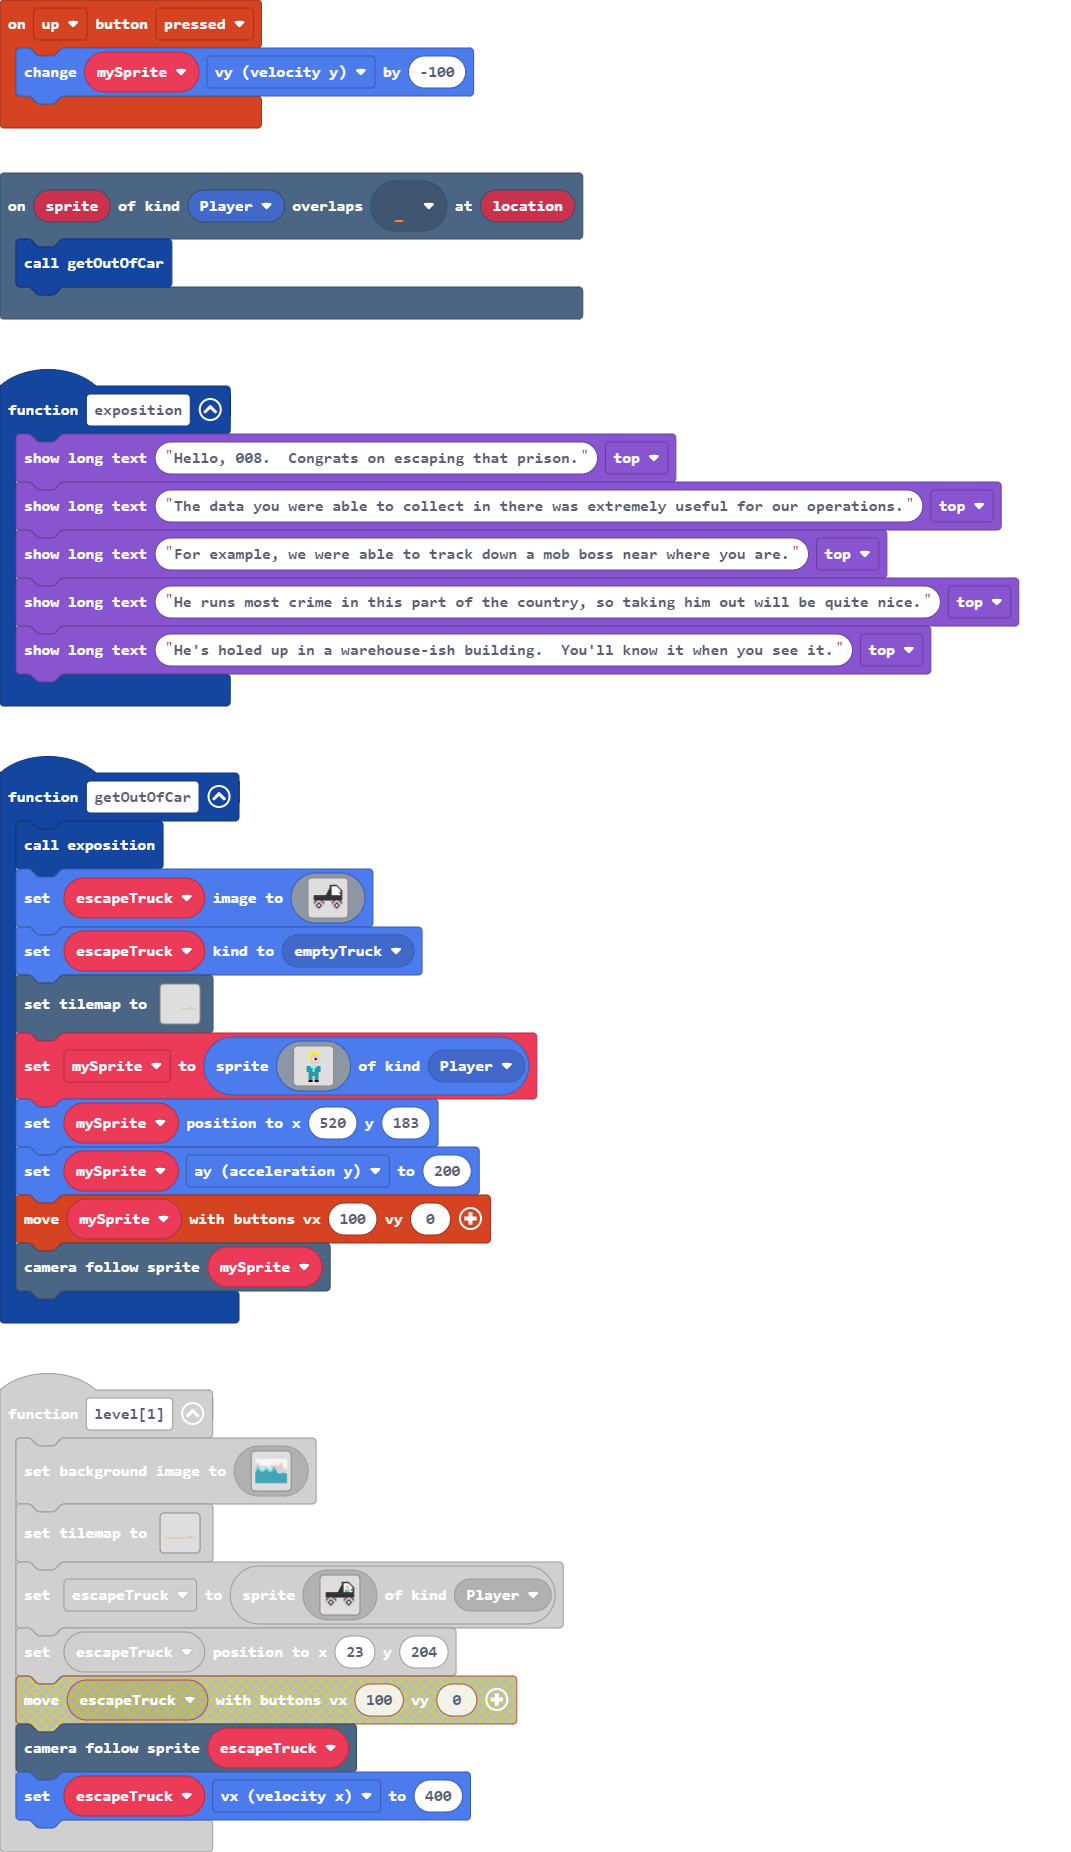 on up button pressed
change mySprite vy (velocity y) by -100
on sprite of kind Player overlaps at location
call getOutOfCar
function exposition
show long text "Hello, 008.  Congrats on escaping that prison." top
show long text "The data you were able to collect in there was extremely useful for our operations." top
show long text "For example, we were able to track down a mob boss near where you are." top
show long text "He runs most crime in this part of the country, so taking him out will be quite nice." top
show long text "He's holed up in a warehouse-ish building.  You'll know it when you see it." top
function getOutOfCar
call exposition
set escapeTruck image to
set escapeTruck kind to emptyTruck
set tilemap to
set mySprite to sprite of kind Player
set mySprite position to x 520 y 183
set mySprite ay (acceleration y) to 200
move mySprite with buttons vx 100 vy 0
camera follow sprite mySprite
function level[1]
set background image to
set tilemap to
set escapeTruck to sprite of kind Player
set escapeTruck position to x 23 y 204
move escapeTruck with buttons vx 100 vy 0
camera follow sprite escapeTruck
set escapeTruck vx (velocity x) to 400